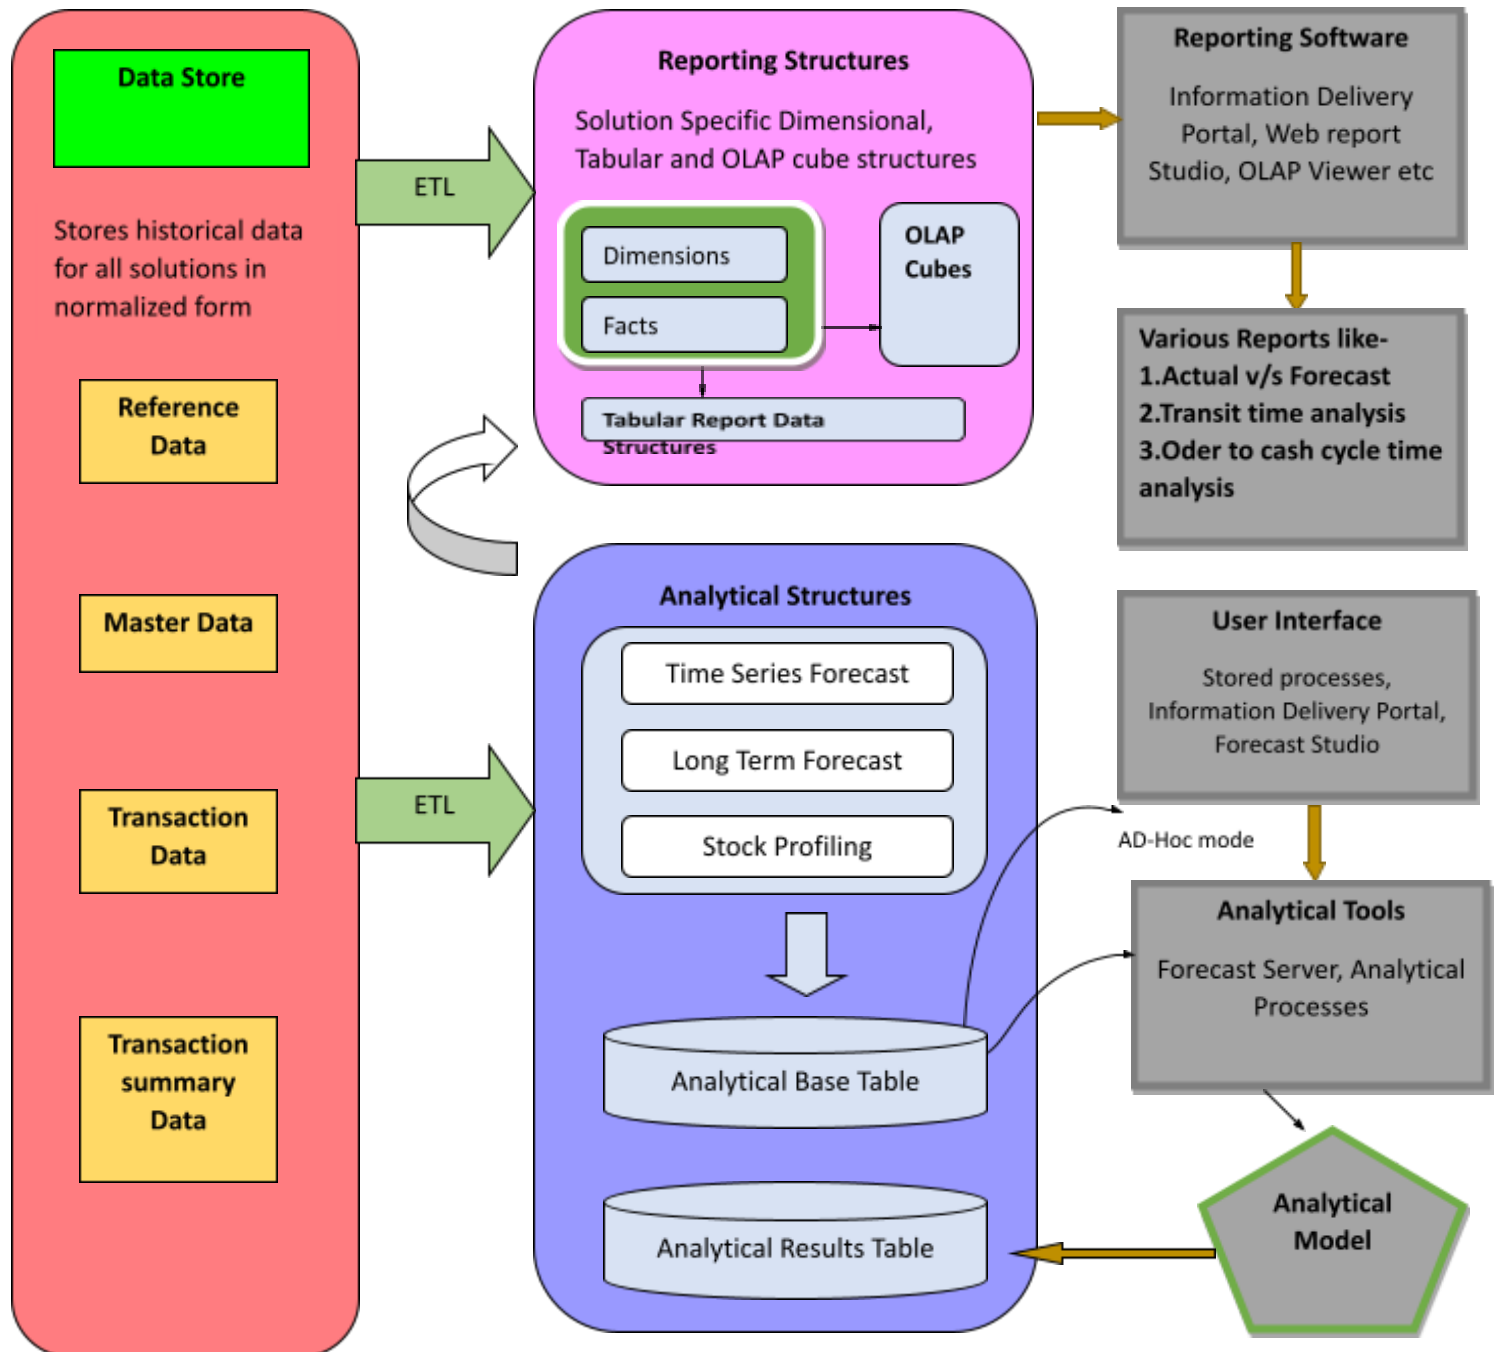 Data Store
Stores historical data
for all solutions in
normalized form
Reference
Data
Master Data
Transaction
Data
Transaction
summary
Data
ETL
ETL
Reporting Structures
Solution Specific Dimensional,
Tabular and OLAP cube structures
Dimensions
Facts
OLAP
Cubes
Tabular Report Data
Structures
Analytical Structures
Time Series Forecast
Long Term Forecast
Stock Profiling
Analytical Base Table
Analytical Results Table
Reporting Software
Information Delivery
Portal, Web report
Studio, OLAP Viewer etc
Various Reports like-
1.Actual v/s Forecast
2.Transit time analysis
3.Oder to cash cycle time
analysis
User Interface
Stored processes,
Information Delivery Portal,
Forecast Studio
AD-Hoc mode
Analytical Tools
Forecast Server, Analytical
Processes
Analytical
Model